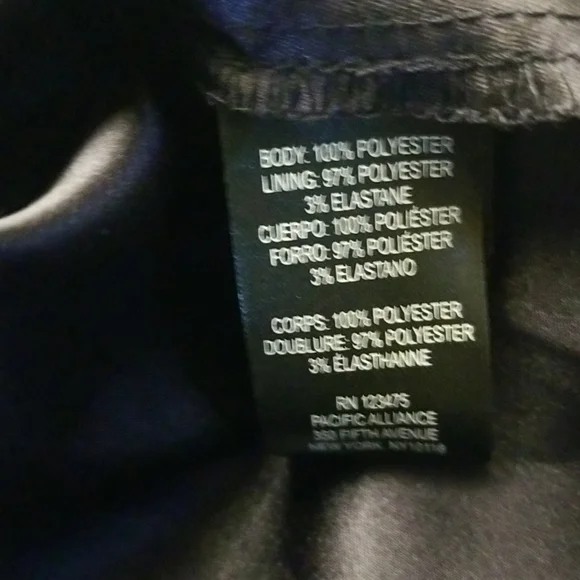 BODY: 100% POLYESTER
LINING: 97% POLYESTER
3% ELASTANE
CUERPO: 100% POLIÉSTER
FORRO: 97% POLIÉSTER
3% ELASTANO
CORPS: 100% POLYESTER
DOUBLURE: 97% POLYESTER
3% ÉLASTHANNE
RN 123475
PACIFIC ALLIANCE
350 FIFTH AVENUE
NEW YORK, NY 10118